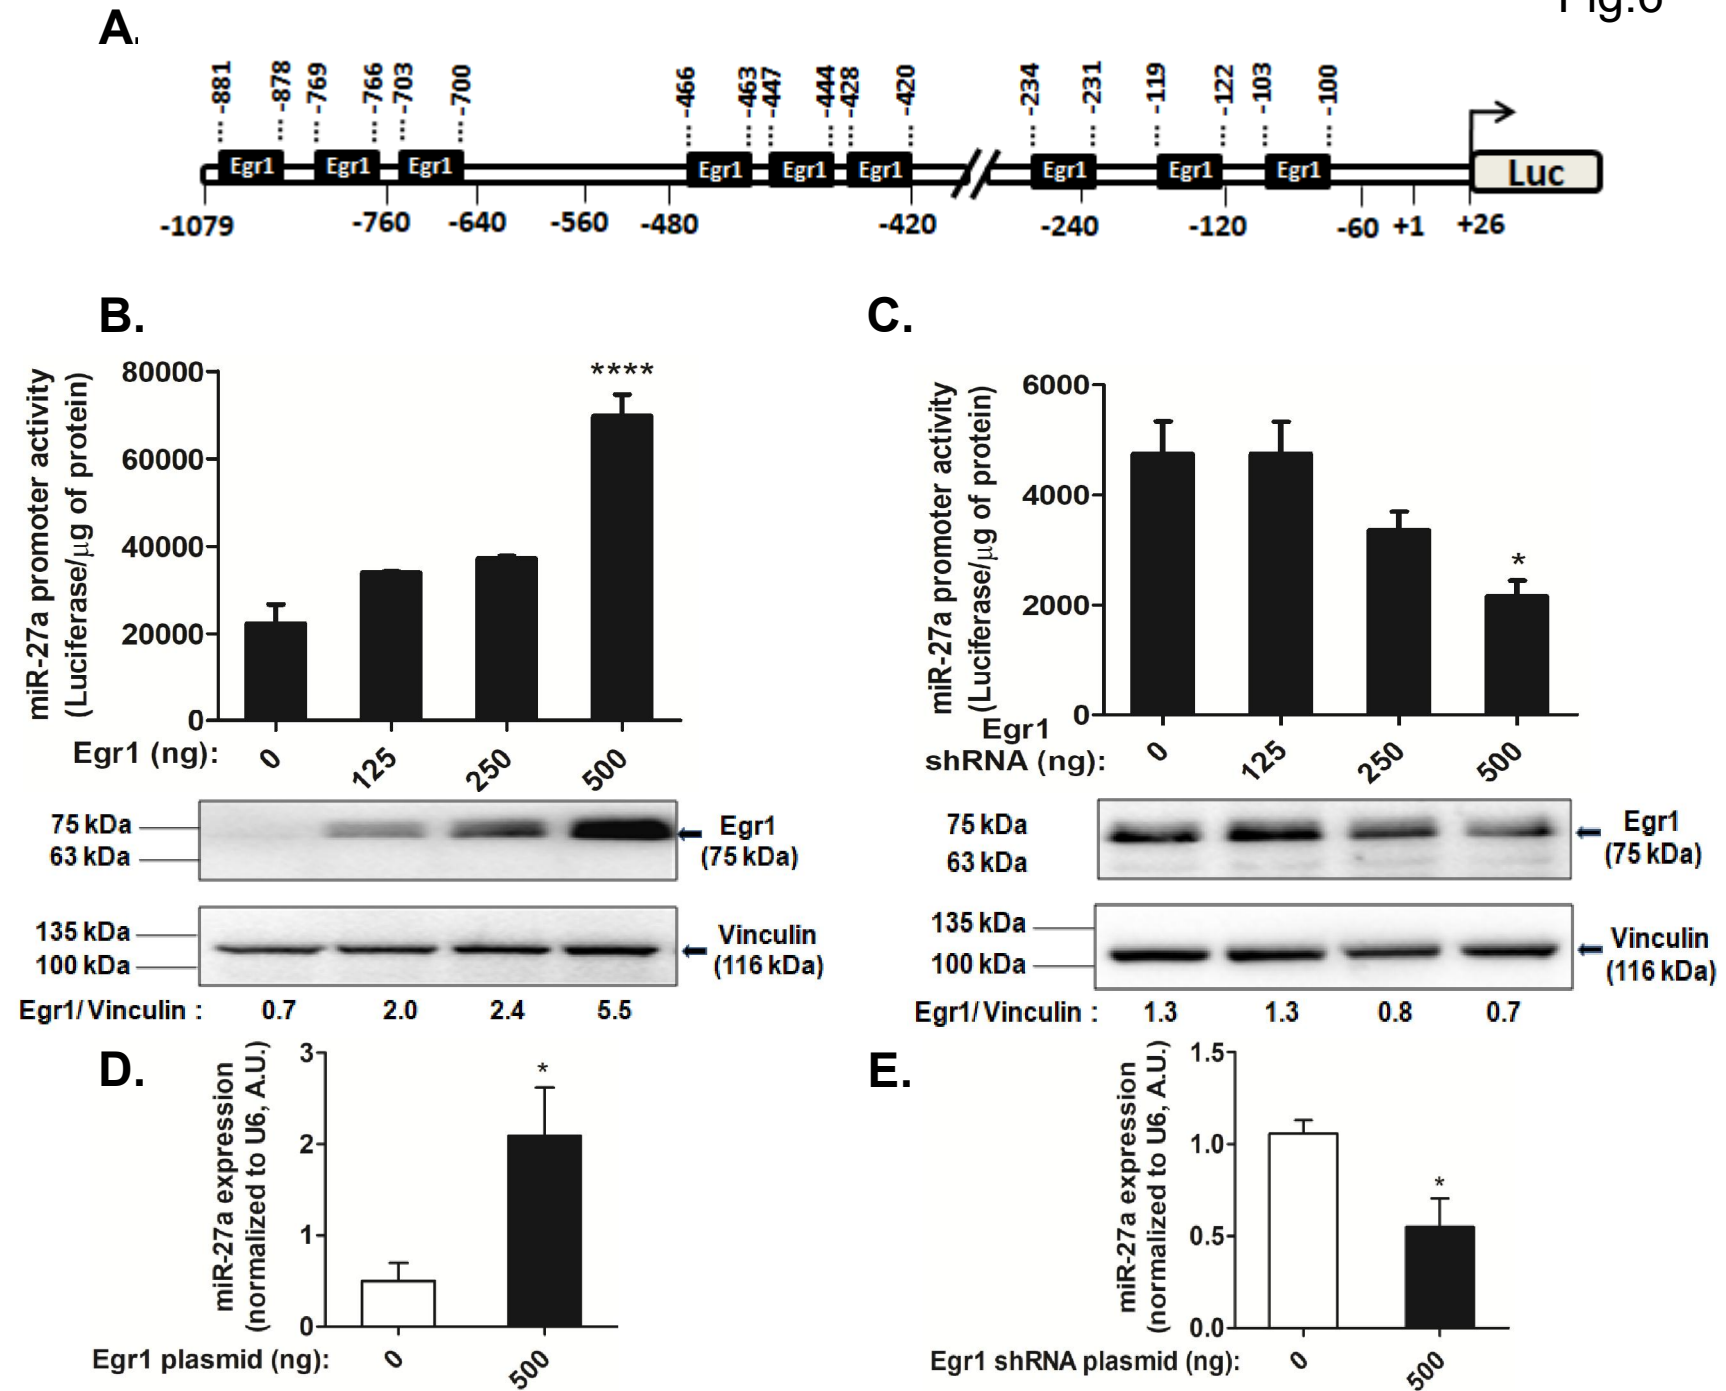 Fig.6
A.
-881 -878 -769 -766 -703 -700 -466 -463 -447 -444 -428 -420 -234 -231 -119 -122 -103 -100
Egr1 Egr1 Egr1 Egr1 Egr1 Egr1 Egr1 Egr1 Egr1 Luc
-1079 -760 -640 -560 -480 -420 -240 -120 -60 +1 +26
B.
miR-27a promoter activity
(Luciferase/µg of protein)
80000
60000
40000
20000
0
****
Egr1 (ng): 0 125 250 500
75 kDa
63 kDa
Egr1
(75 kDa)
135 kDa
100 kDa
Vinculin
(116 kDa)
Egr1/Vinculin : 0.7 2.0 2.4 5.5
C.
miR-27a promoter activity
(Luciferase/µg of protein)
6000
4000
2000
0
*
Egr1
shRNA (ng): 0 125 250 500
75 kDa
63 kDa
Egr1
(75 kDa)
135 kDa
100 kDa
Vinculin
(116 kDa)
Egr1/Vinculin : 1.3 1.3 0.8 0.7
D.
miR-27a expression
(normalized to U6, A.U.)
3
2
1
0
*
Egr1 plasmid (ng): 0 500
E.
miR-27a expression
(normalized to U6, A.U.)
1.5
1.0
0.5
0.0
*
Egr1 shRNA plasmid (ng): 0 500